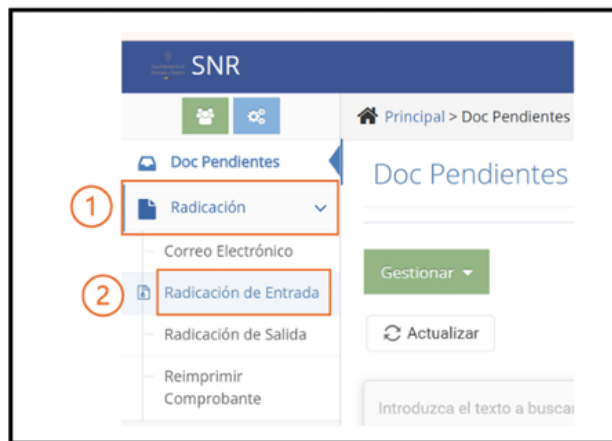 SNR
Principal > Doc Pendientes
Doc Pendientes
Doc Pendientes
1
Radicación
Correo Electrónico
Gestionar
2
Radicación de Entrada
Radicación de Salida
Actualizar
Reimprimir
Comprobante
Introduzca el texto a buscar